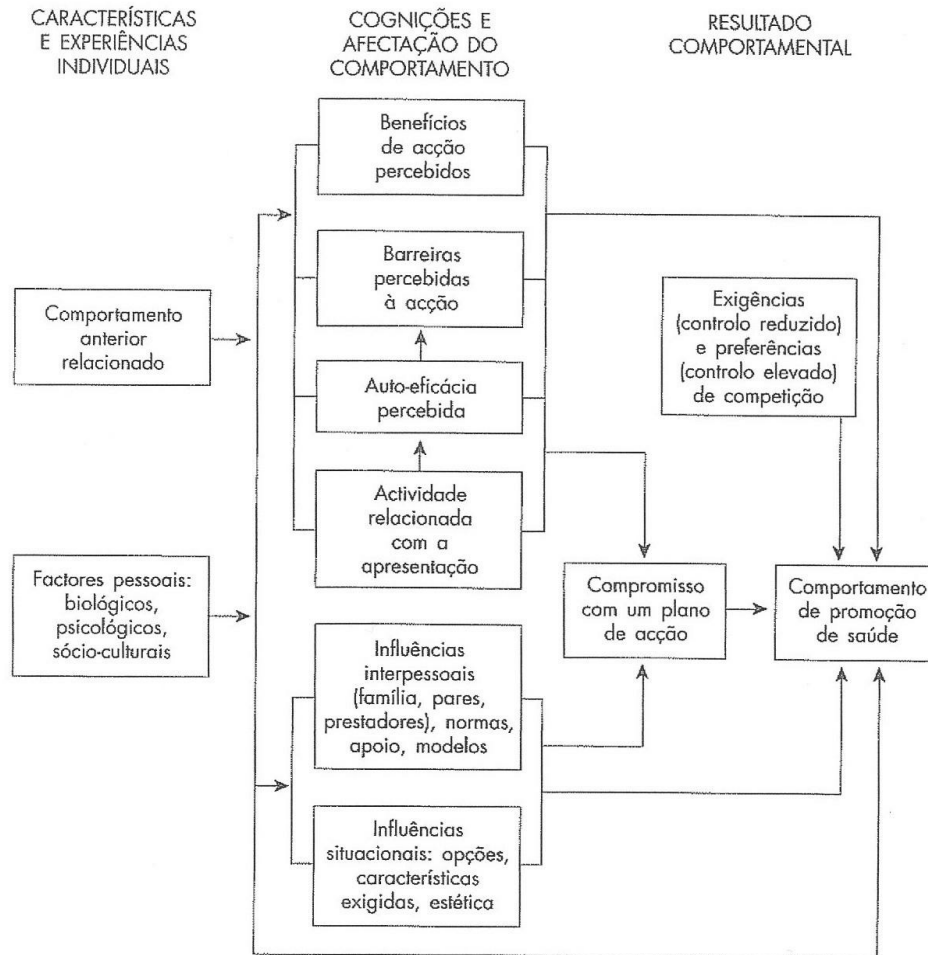 CARACTERÍSTICAS
E EXPERIÊNCIAS
INDIVIDUAIS
COGNIÇÕES E
AFECTAÇÃO DO
COMPORTAMENTO
RESULTADO
COMPORTAMENTAL
Benefícios
de acção
percebidos
Barreiras
percebidas
à acção
Comportamento
anterior
relacionado
Exigências
(controlo reduzido)
e preferências
(controlo elevado)
de competição
Auto-eficácia
percebida
Actividade
relacionada
com a
apresentação
Factores pessoais:
biológicos,
psicológicos,
sócio-culturais
Compromisso
com um plano
de acção
Comportamento
de promoção
de saúde
Influências
interpessoais
(família, pares,
prestadores), normas,
apoio, modelos
Influências
situacionais: opções,
características
exigidas, estética